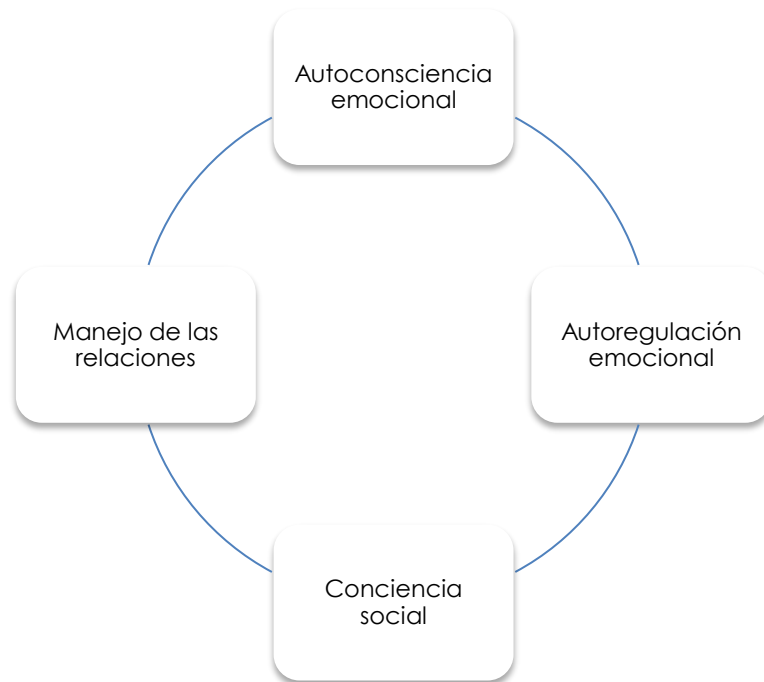 Autoconsciencia
emocional
Manejo de las
relaciones
Autoregulación
emocional
Conciencia
social